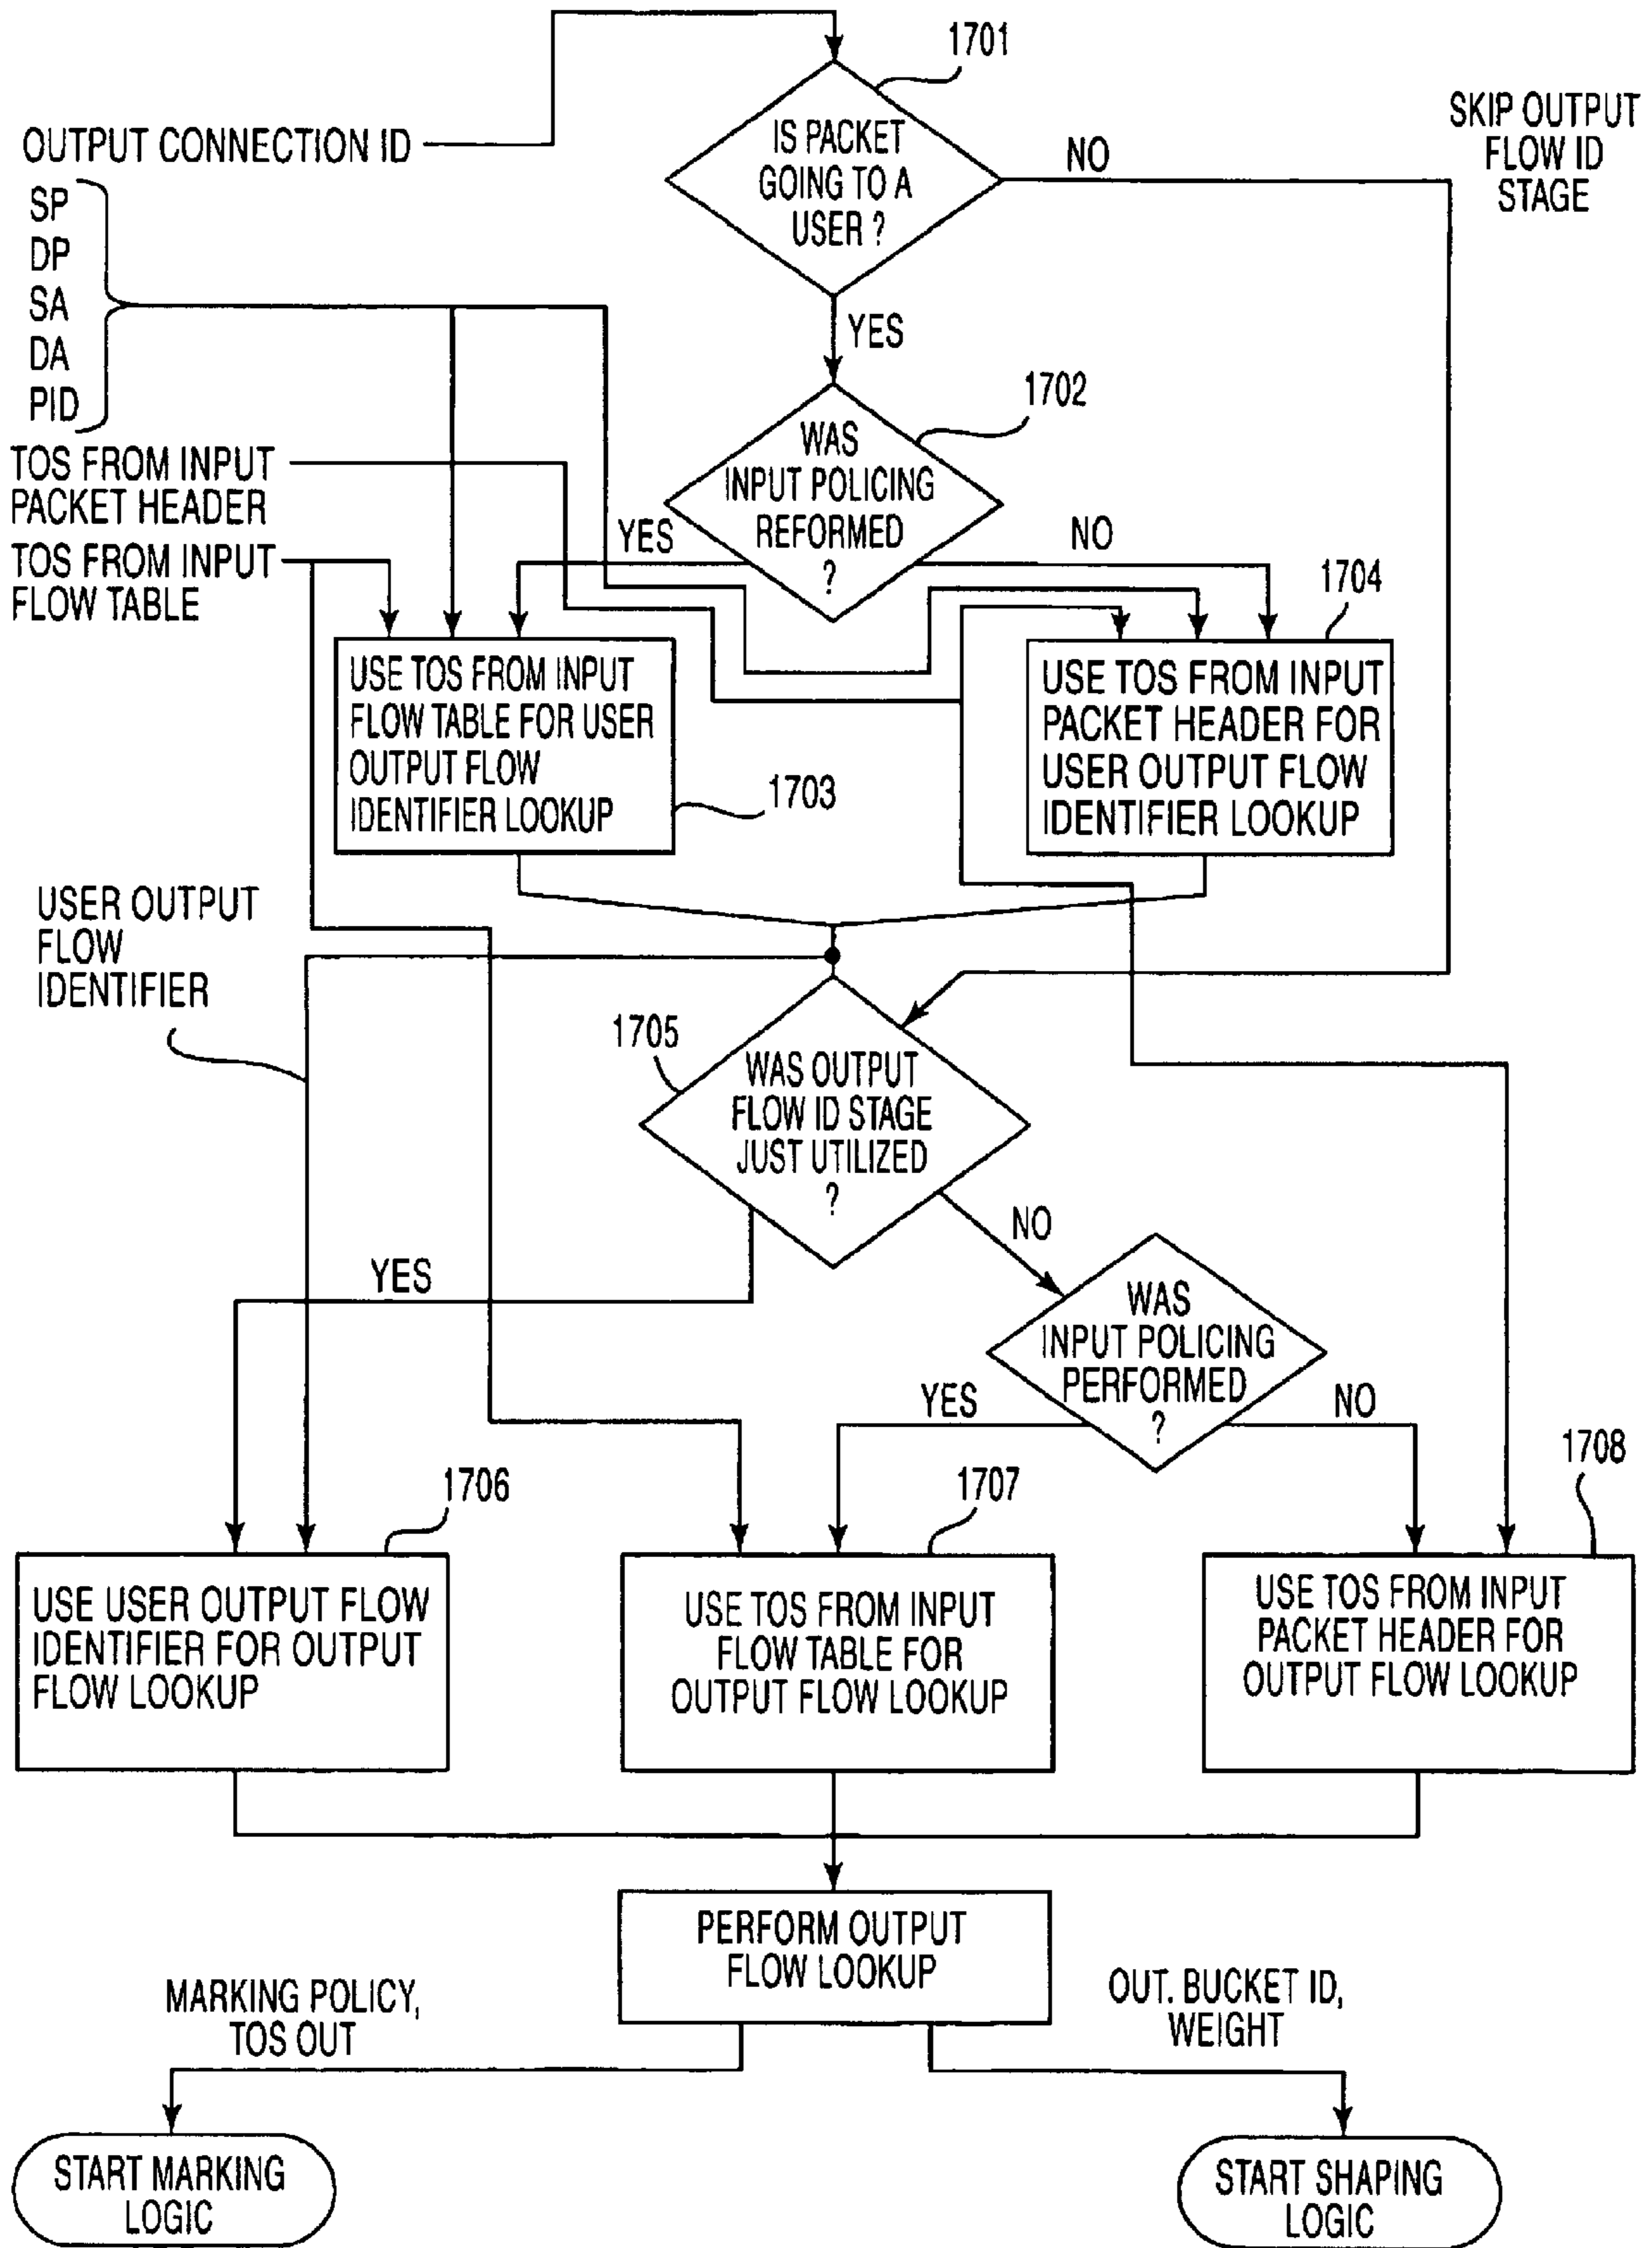 1701
OUTPUT CONNECTION ID
IS PACKET
GOING TO A
USER ?
NO
SKIP OUTPUT
FLOW ID
STAGE
SP
DP
SA
DA
PID
YES
1702
WAS
INPUT POLICING
REFORMED
?
TOS FROM INPUT
PACKET HEADER
TOS FROM INPUT
FLOW TABLE
YES
NO
1704
USE TOS FROM INPUT
FLOW TABLE FOR USER
OUTPUT FLOW
IDENTIFIER LOOKUP
1703
USE TOS FROM INPUT
PACKET HEADER FOR
USER OUTPUT FLOW
IDENTIFIER LOOKUP
USER OUTPUT
FLOW
IDENTIFIER
1705
WAS OUTPUT
FLOW ID STAGE
JUST UTILIZED
?
NO
YES
WAS
INPUT POLICING
PERFORMED
?
YES
NO
1706
1707
1708
USE USER OUTPUT FLOW
IDENTIFIER FOR OUTPUT
FLOW LOOKUP
USE TOS FROM INPUT
FLOW TABLE FOR
OUTPUT FLOW LOOKUP
USE TOS FROM INPUT
PACKET HEADER FOR
OUTPUT FLOW LOOKUP
PERFORM OUTPUT
FLOW LOOKUP
MARKING POLICY,
TOS OUT
OUT. BUCKET ID,
WEIGHT
START MARKING
LOGIC
START SHAPING
LOGIC